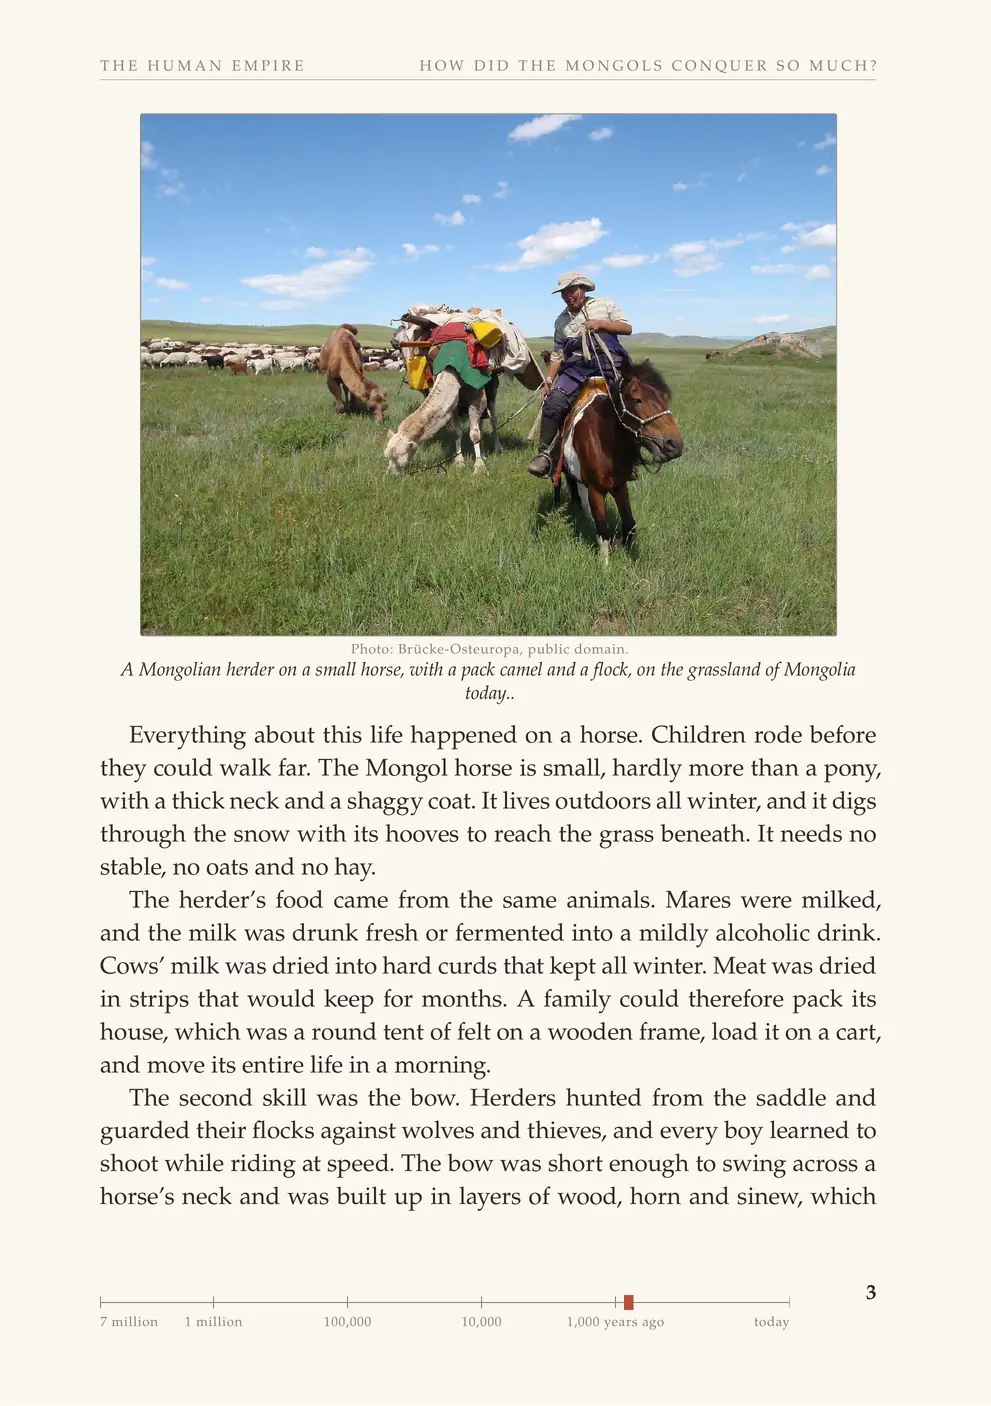 THE HUMAN EMPIRE HOW DID THE MONGOLS CONQUER SO MUCH?
Photo: Brücke-Osteuropa, public domain.
A Mongolian herder on a small horse, with a pack camel and a flock, on the grassland of Mongolia
today..
Everything about this life happened on a horse. Children rode before
they could walk far. The Mongol horse is small, hardly more than a pony,
with a thick neck and a shaggy coat. It lives outdoors all winter, and it digs
through the snow with its hooves to reach the grass beneath. It needs no
stable, no oats and no hay.
The herder’s food came from the same animals. Mares were milked,
and the milk was drunk fresh or fermented into a mildly alcoholic drink.
Cows’ milk was dried into hard curds that kept all winter. Meat was dried
in strips that would keep for months. A family could therefore pack its
house, which was a round tent of felt on a wooden frame, load it on a cart,
and move its entire life in a morning.
The second skill was the bow. Herders hunted from the saddle and
guarded their flocks against wolves and thieves, and every boy learned to
shoot while riding at speed. The bow was short enough to swing across a
horse’s neck and was built up in layers of wood, horn and sinew, which
3
7 million 1 million 100,000 10,000 1,000 years ago today